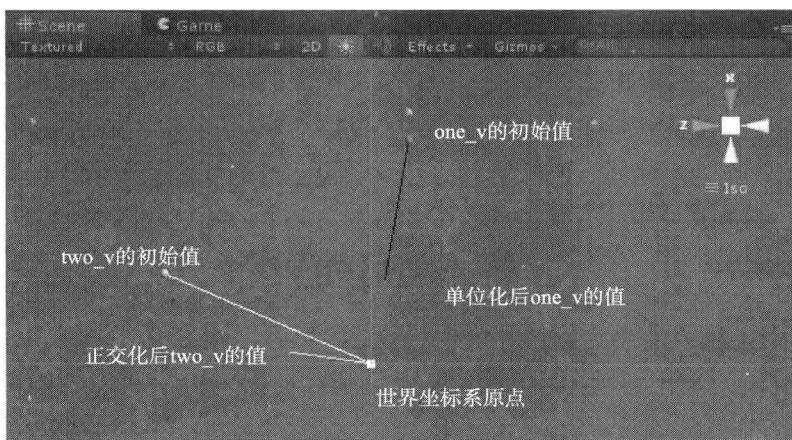 Scene
Game
Textured
RGB
2D
Effects
Gizmos
x
z
Iso
one_v的初始值
two_v的初始值
单位化后one_v的值
正交化后two_v的值
世界坐标系原点